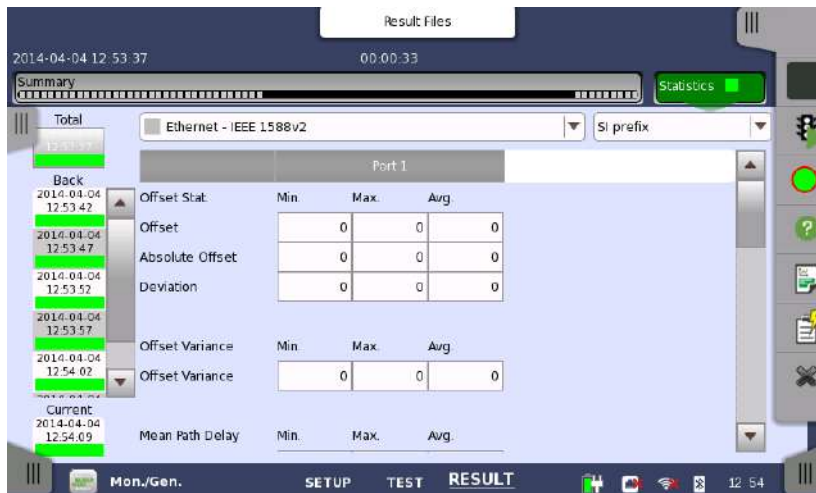 Result Files
2014-04-04 12:53:37 00:00:33
Summary
Statistics
Total
12:53:37
Ethernet - IEEE 1588v2
SI prefix
Port 1
Back
2014-04-04
12:53:42
2014-04-04
12:53:47
2014-04-04
12:53:52
2014-04-04
12:53:57
2014-04-04
12:54:02
Current
2014-04-04
12:54:09
Offset Stat. Min. Max. Avg.
Offset 0 0 0
Absolute Offset 0 0 0
Deviation 0 0 0
Offset Variance Min. Max. Avg.
Offset Variance 0 0 0
Mean Path Delay Min. Max. Avg.
Mon./Gen. SETUP TEST RESULT 12 54